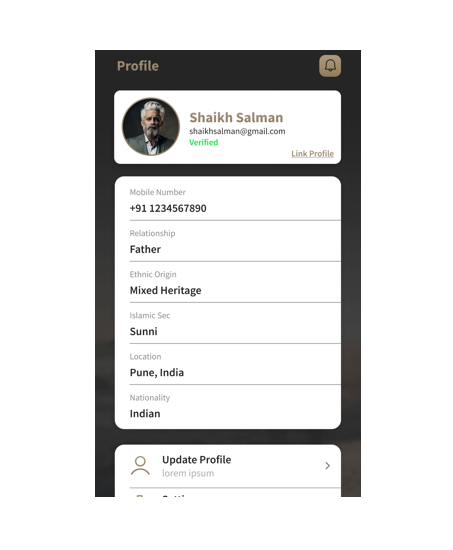 Profile
Shaikh Salman
shaikhsalman@gmail.com
Verified
Link Profile
Mobile Number
+91 1234567890
Relationship
Father
Ethnic Origin
Mixed Heritage
Islamic Sec
Sunni
Location
Pune, India
Nationality
Indian
Update Profile
lorem ipsum